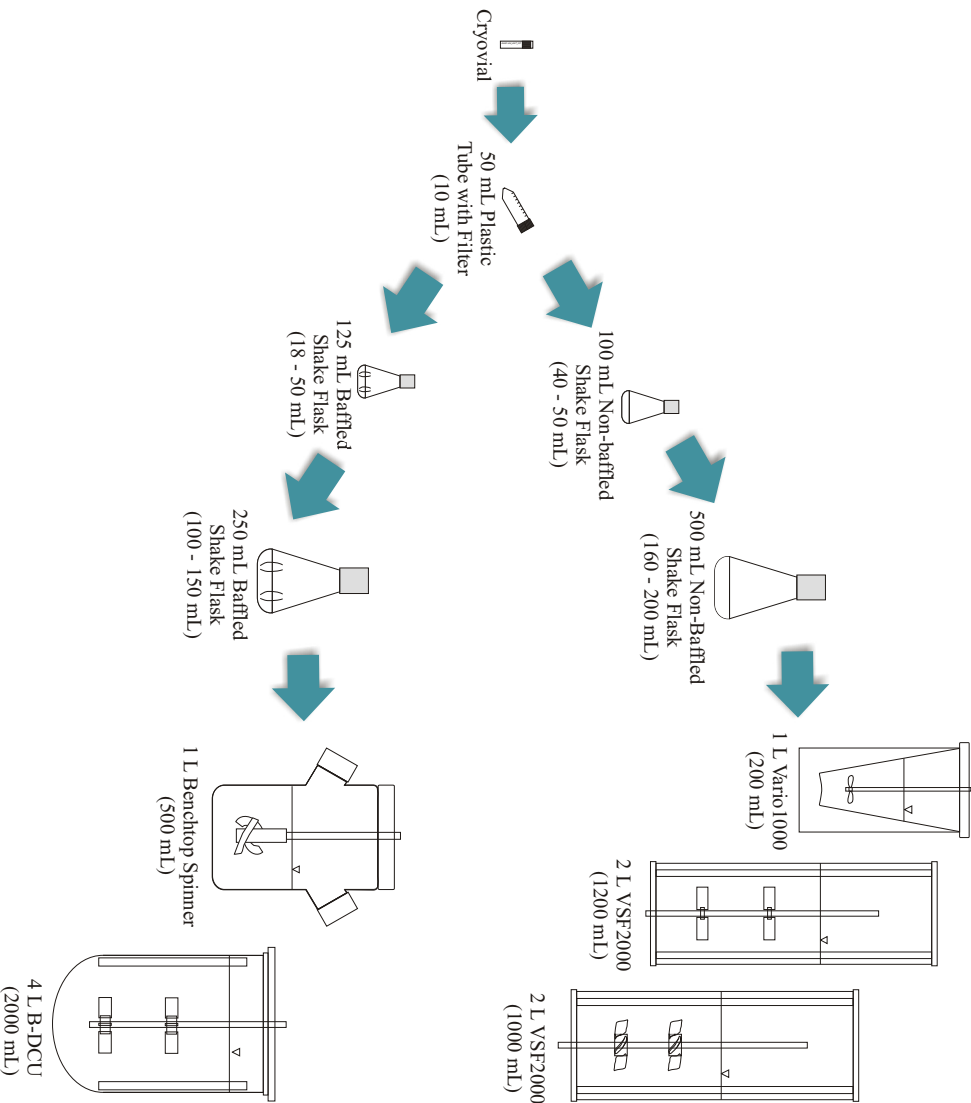 Cryovial
50 mL Plastic
Tube with Filter
(10 mL)
100 mL Non-baffled
Shake Flask
(40 - 50 mL)
500 mL Non-Baffled
Shake Flask
(160 - 200 mL)
1 L Vario1000
(200 mL)
2 L VSF2000
(1200 mL)
2 L VSF2000
(1000 mL)
125 mL Baffled
Shake Flask
(18 - 50 mL)
250 mL Baffled
Shake Flask
(100 - 150 mL)
1 L Benchtop Spinner
(500 mL)
4 L B-DCU
(2000 mL)